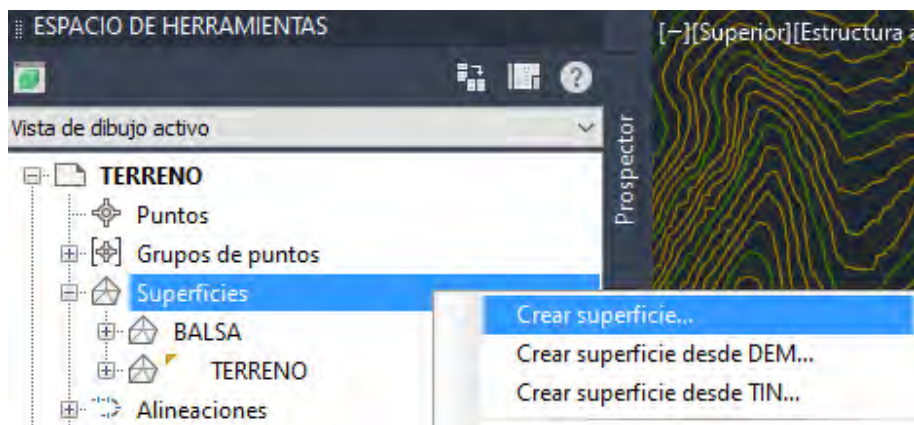 ESPACIO DE HERRAMIENTAS
[−][Superior][Estructura a
Vista de dibujo activo
Prospector
TERRENO
Puntos
Grupos de puntos
Superficies
Crear superficie...
BALSA
Crear superficie desde DEM...
TERRENO
Crear superficie desde TIN...
Alineaciones